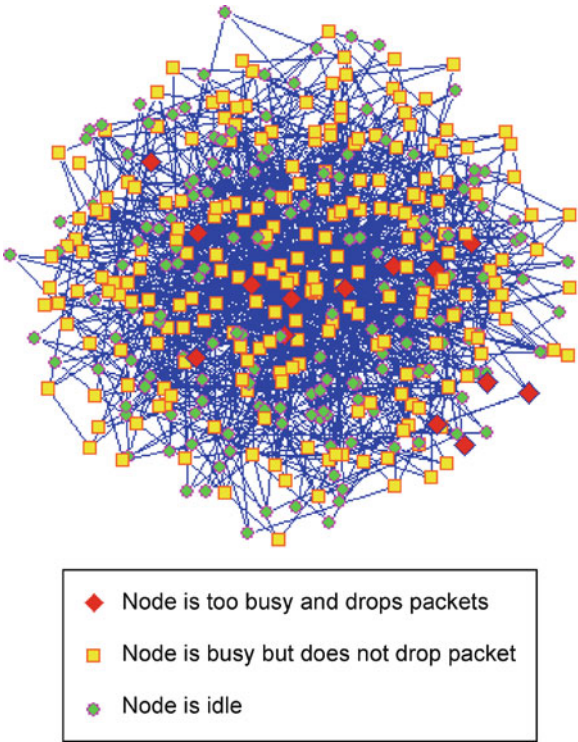 Node is too busy and drops packets
Node is busy but does not drop packet
Node is idle